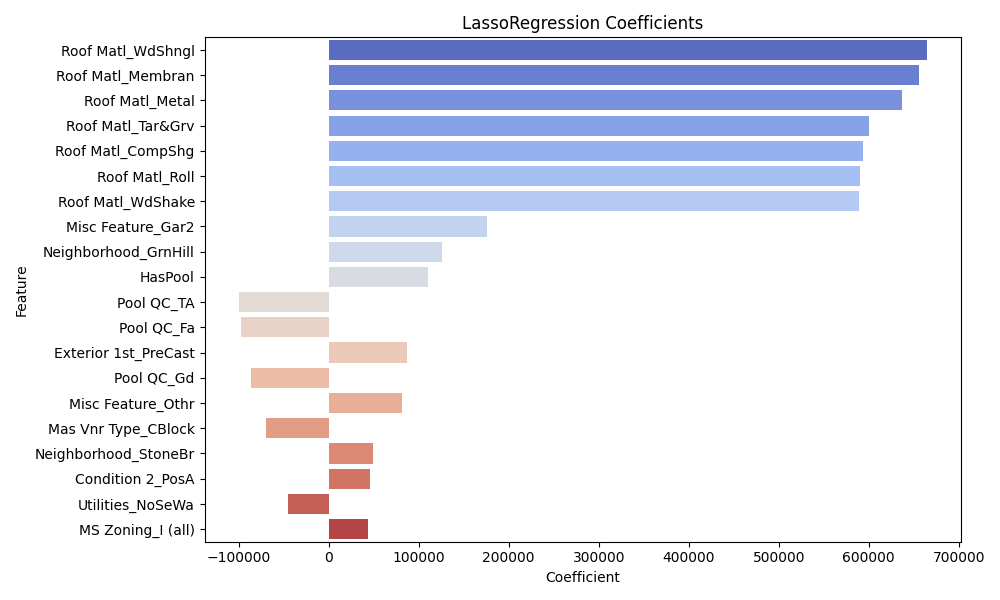 LassoRegression Coefficients
Roof Matl_WdShngl
Roof Matl_Membran
Roof Matl_Metal
Roof Matl_Tar&Grv
Roof Matl_CompShg
Roof Matl_Roll
Roof Matl_WdShake
Misc Feature_Gar2
Neighborhood_GrnHill
HasPool
Pool QC_TA
Pool QC_Fa
Exterior 1st_PreCast
Pool QC_Gd
Misc Feature_Othr
Mas Vnr Type_CBlock
Neighborhood_StoneBr
Condition 2_PosA
Utilities_NoSeWa
MS Zoning_I (all)
Feature
−100000 0 100000 200000 300000 400000 500000 600000 700000
Coefficient